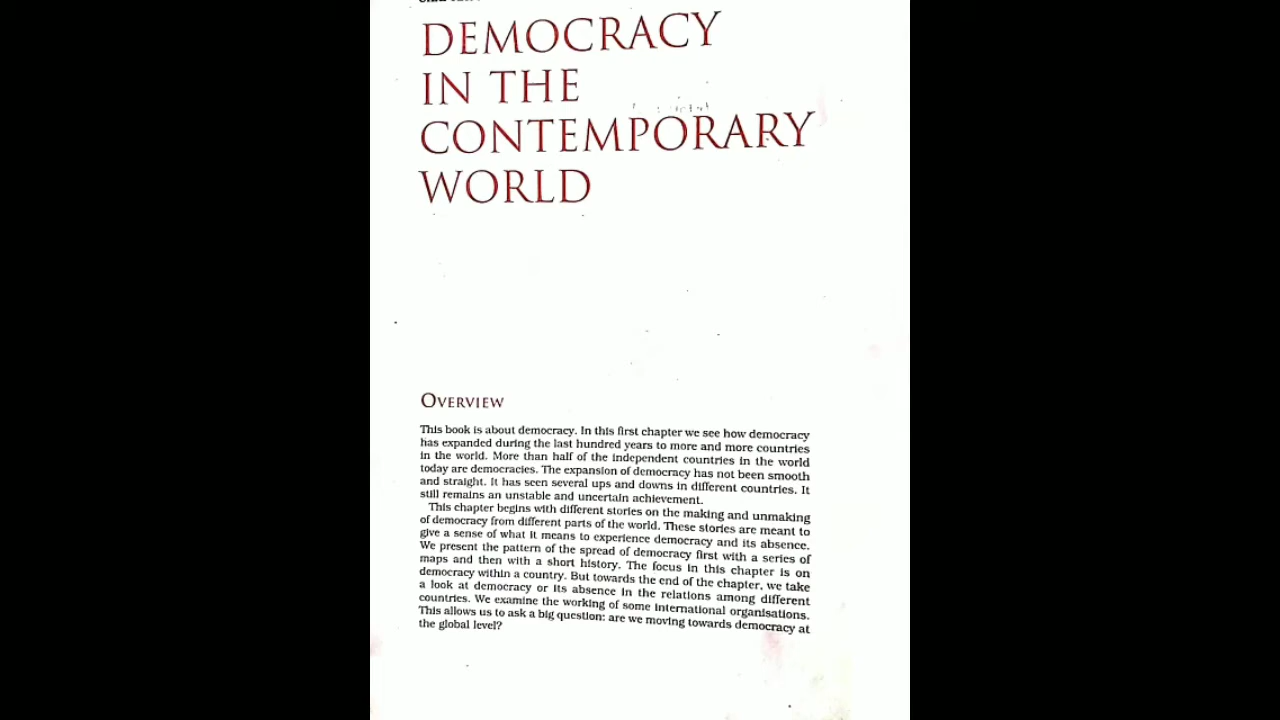 DEMOCRACY
IN THE
CONTEMPORARY
WORLD
OVERVIEW
This book is about democracy. In this first chapter we see how democracy
has expanded during the last hundred years to more and more countries
in the world. More than half of the independent countries in the world
today are democracies. The expansion of democracy has not been smooth
and straight. It has seen several ups and downs in different countries. It
still remains an unstable and uncertain achievement.
This chapter begins with different stories on the making and unmaking
of democracy from different parts of the world. These stories are meant to
give a sense of what it means to experience democracy and its absence.
We present the pattern of the spread of democracy first with a series of
maps and then with a short history. The focus in this chapter is on
democracy within a country. But towards the end of the chapter, we take
a look at democracy or its absence in the relations among different
countries. We examine the working of some international organisations.
This allows us to ask a big question: are we moving towards democracy at
the global level?